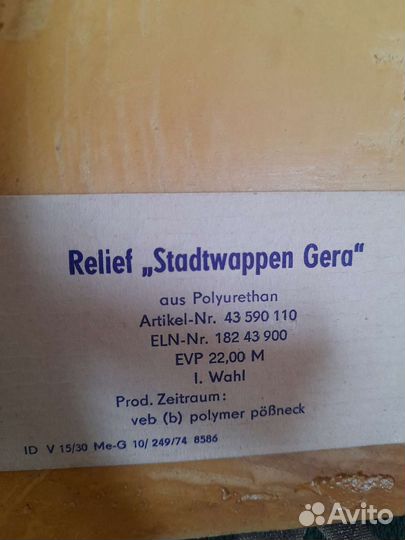 Relief „Stadtwappen Gera“
aus Polyurethan
Artikel-Nr. 43 590 110
ELN-Nr. 182 43 900
EVP 22,00 M
I. Wahl
Prod. Zeitraum:
veb (b) polymer pößneck
ID V 15/30 Me-G 10/249/74 8586
Avito